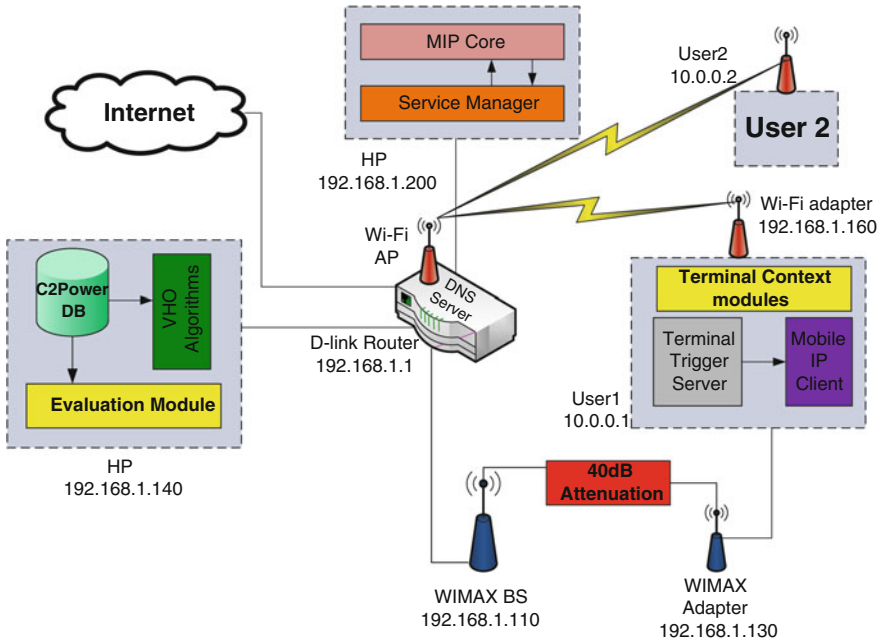 MIP Core
Service Manager
HP
192.168.1.200
Internet
User2
10.0.0.2
User 2
Wi-Fi
AP
Wi-Fi adapter
192.168.1.160
DNS
Server
D-link Router
192.168.1.1
C2Power
DB
VHO
Algorithms
Evaluation Module
HP
192.168.1.140
Terminal Context
modules
Terminal
Trigger
Server
Mobile
IP
Client
User1
10.0.0.1
40dB
Attenuation
WIMAX BS
192.168.1.110
WIMAX
Adapter
192.168.1.130